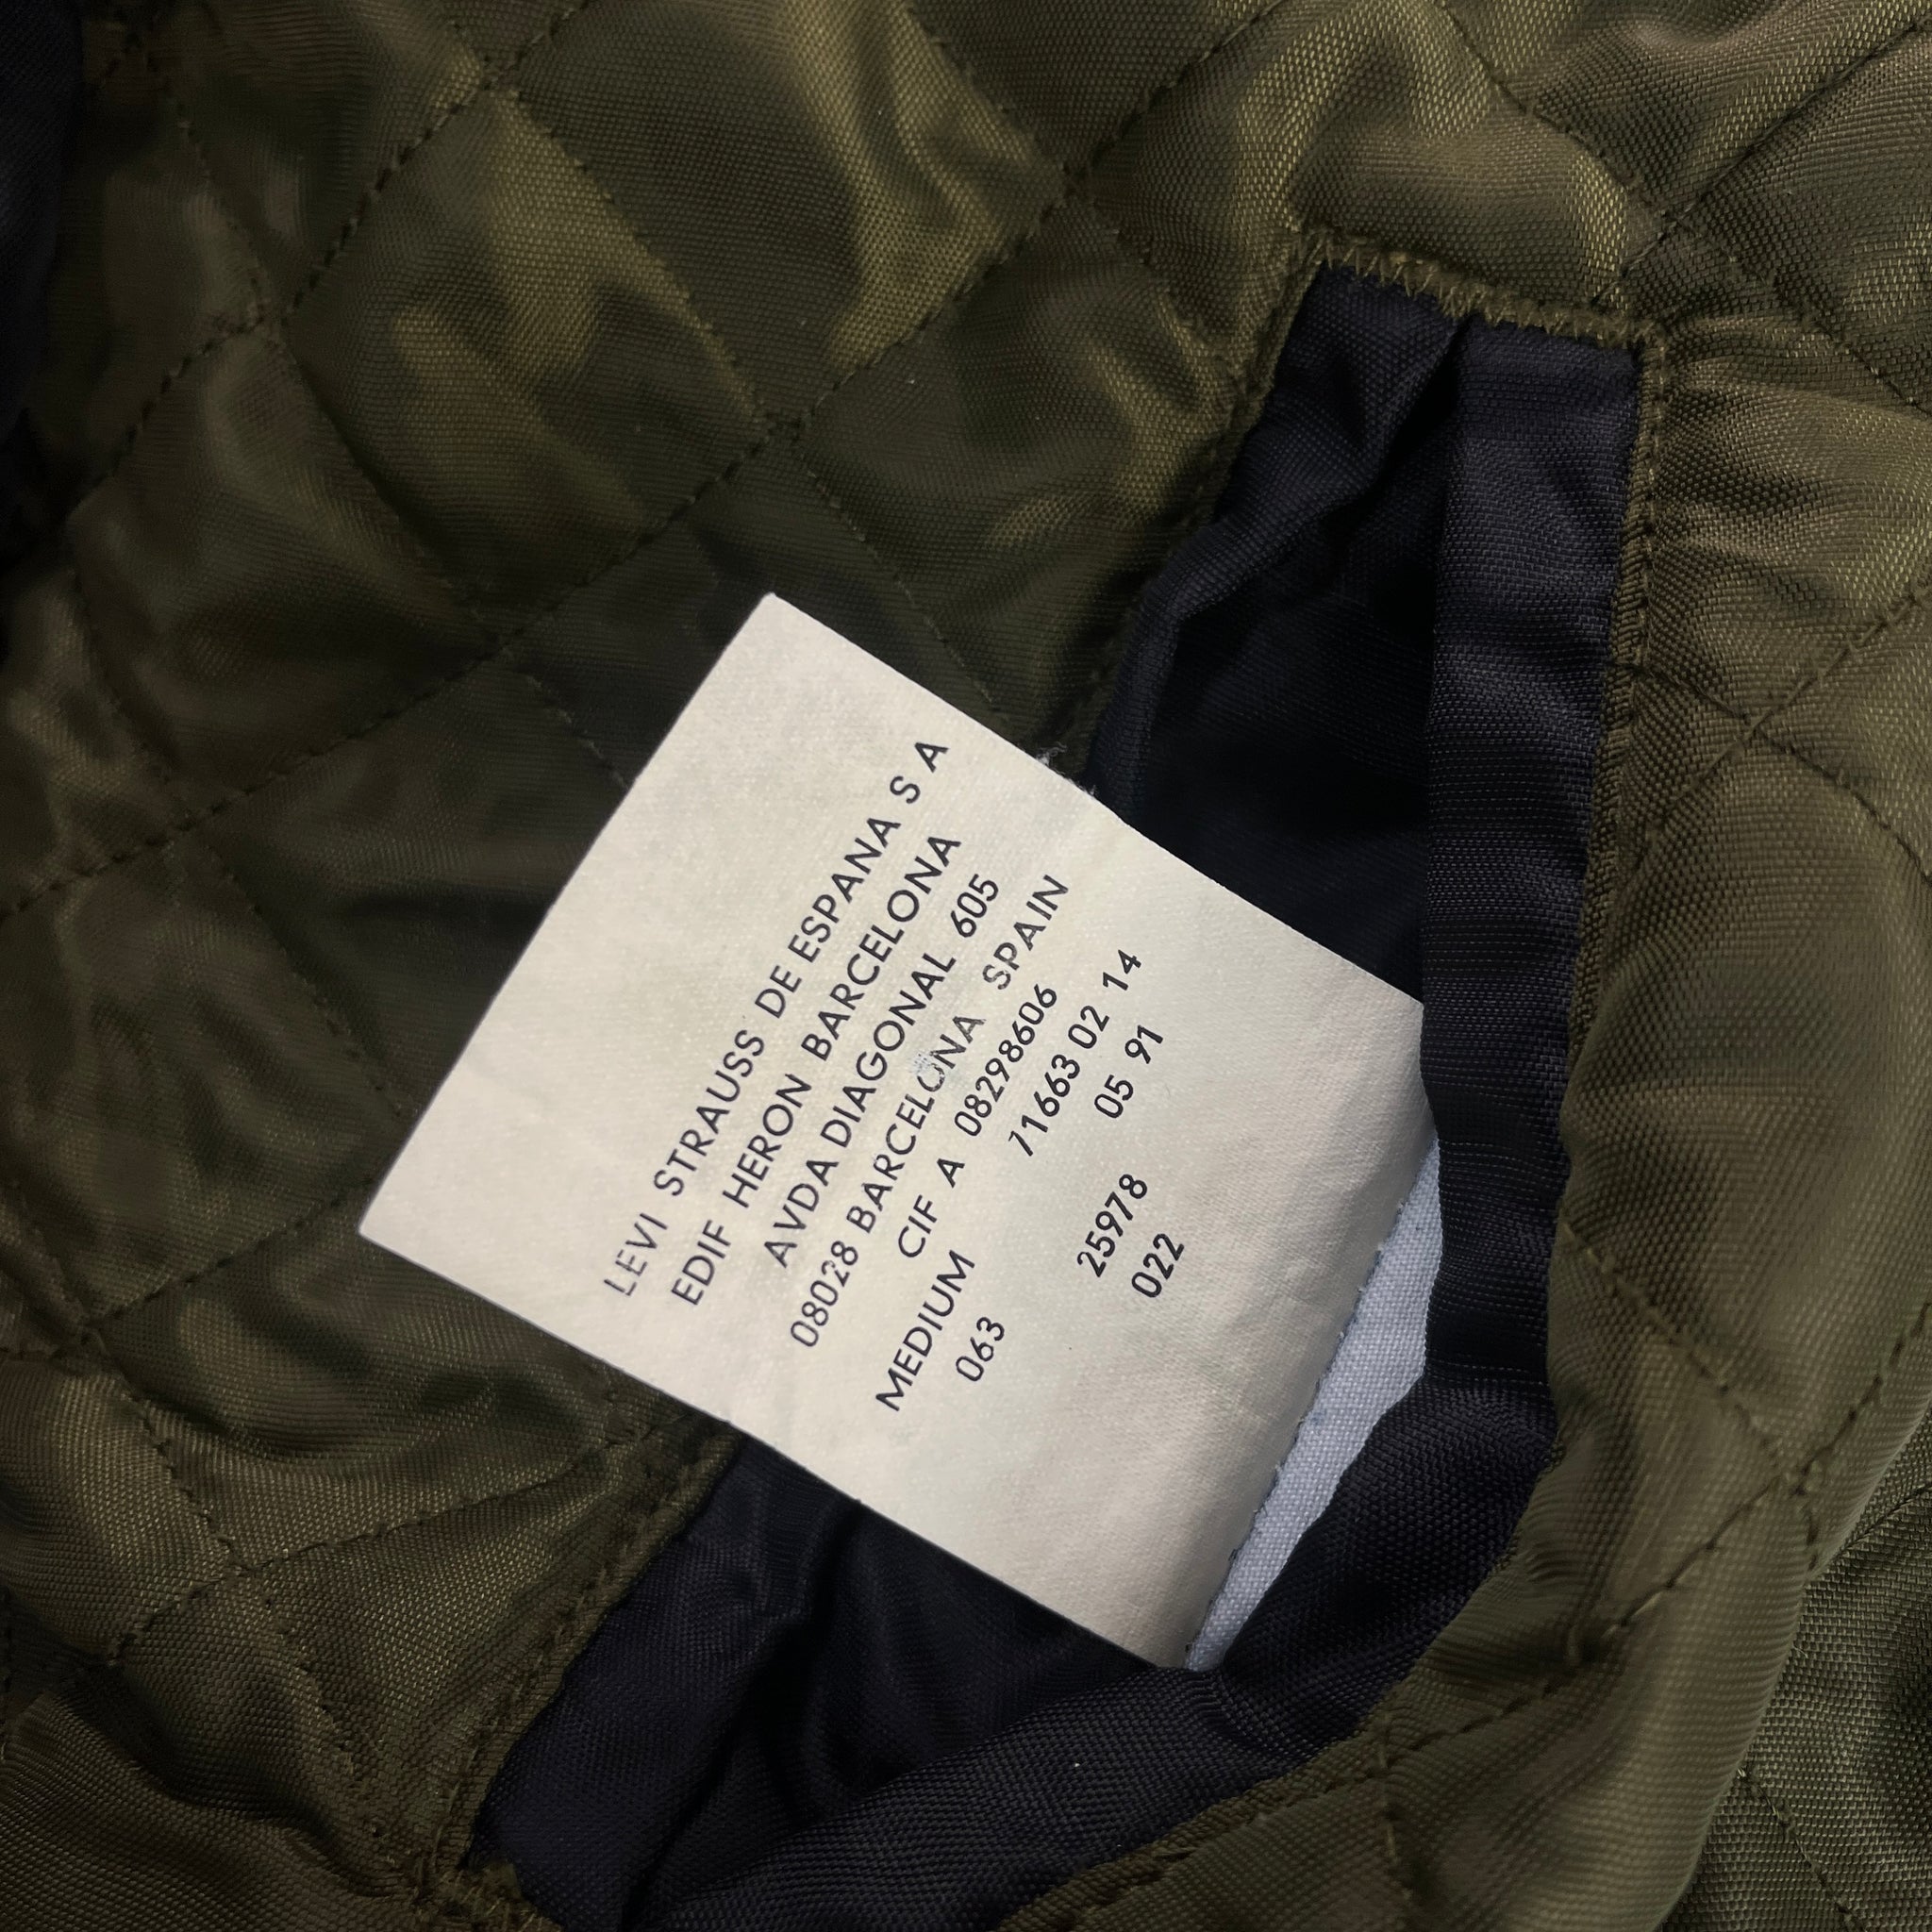 LEVI STRAUSS DE ESPANA S A
EDIF HERON BARCELONA
AVDA DIAGONAL 605
08028 BARCELONA SPAIN
CIF A 08298606
MEDIUM 71663 02 14
063 05 91
25978
022